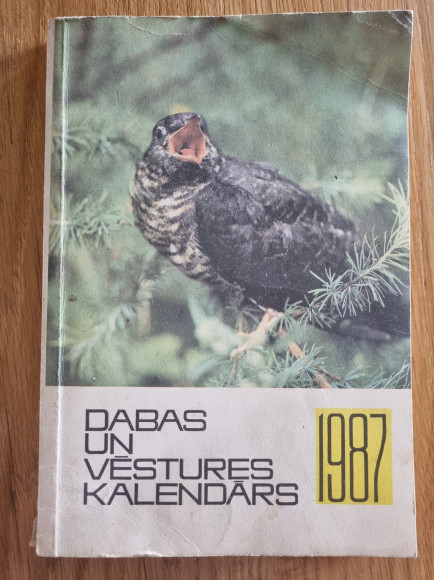 DABAS
UN
VĒSTURES
KALENDĀRS
1987